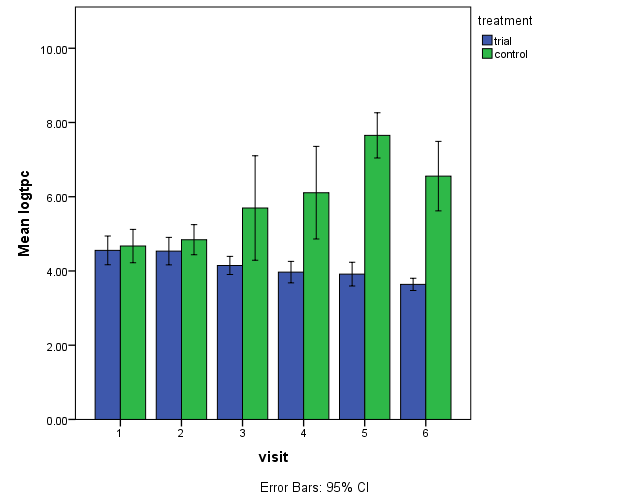 treatment
trial
control
10.00
8.00
6.00
4.00
2.00
0.00
Mean logtpc
1 2 3 4 5 6
visit
Error Bars: 95% CI